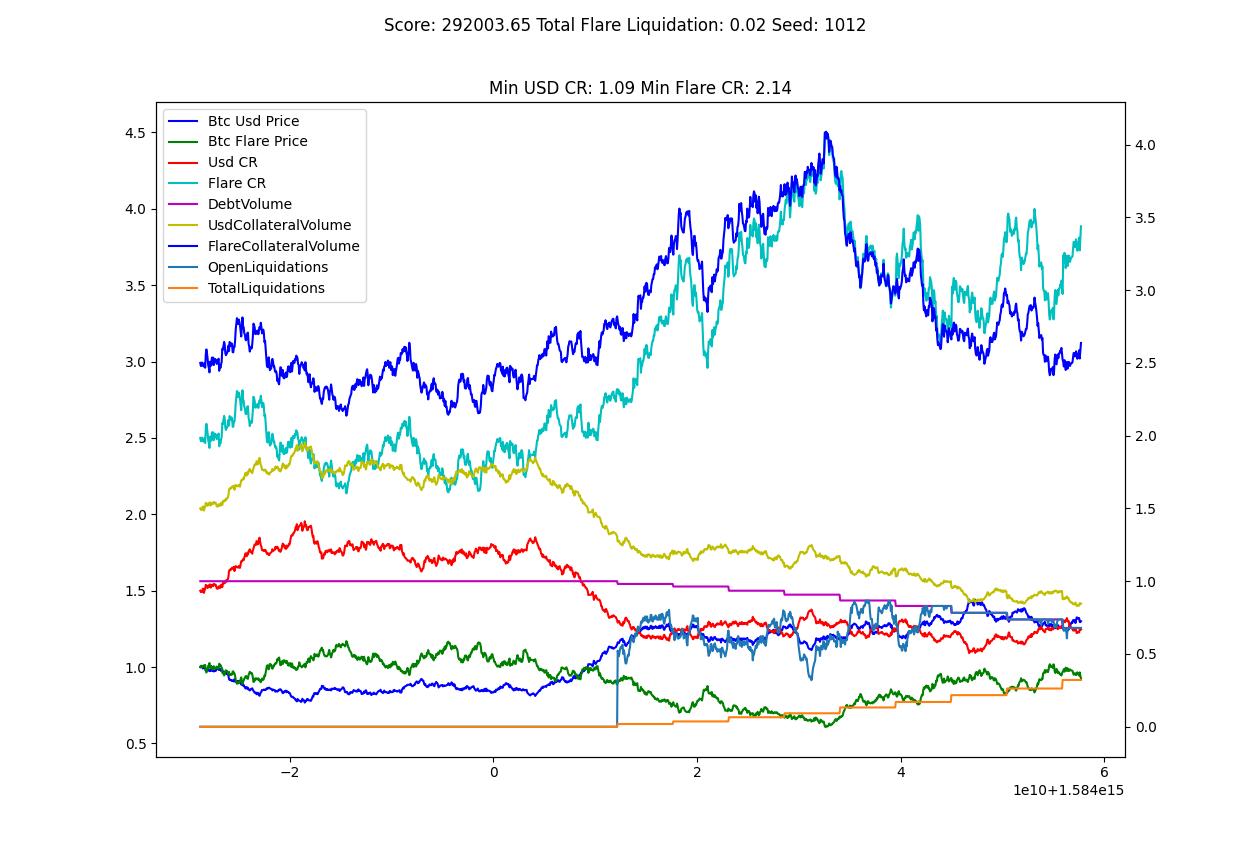 Score: 292003.65 Total Flare Liquidation: 0.02 Seed: 1012
Min USD CR: 1.09 Min Flare CR: 2.14
Btc Usd Price
Btc Flare Price
Usd CR
Flare CR
DebtVolume
UsdCollateralVolume
FlareCollateralVolume
OpenLiquidations
TotalLiquidations
4.5
4.0
3.5
3.0
2.5
2.0
1.5
1.0
0.5
4.0
3.5
3.0
2.5
2.0
1.5
1.0
0.5
0.0
−2 0 2 4 6
1e10+1.584e15